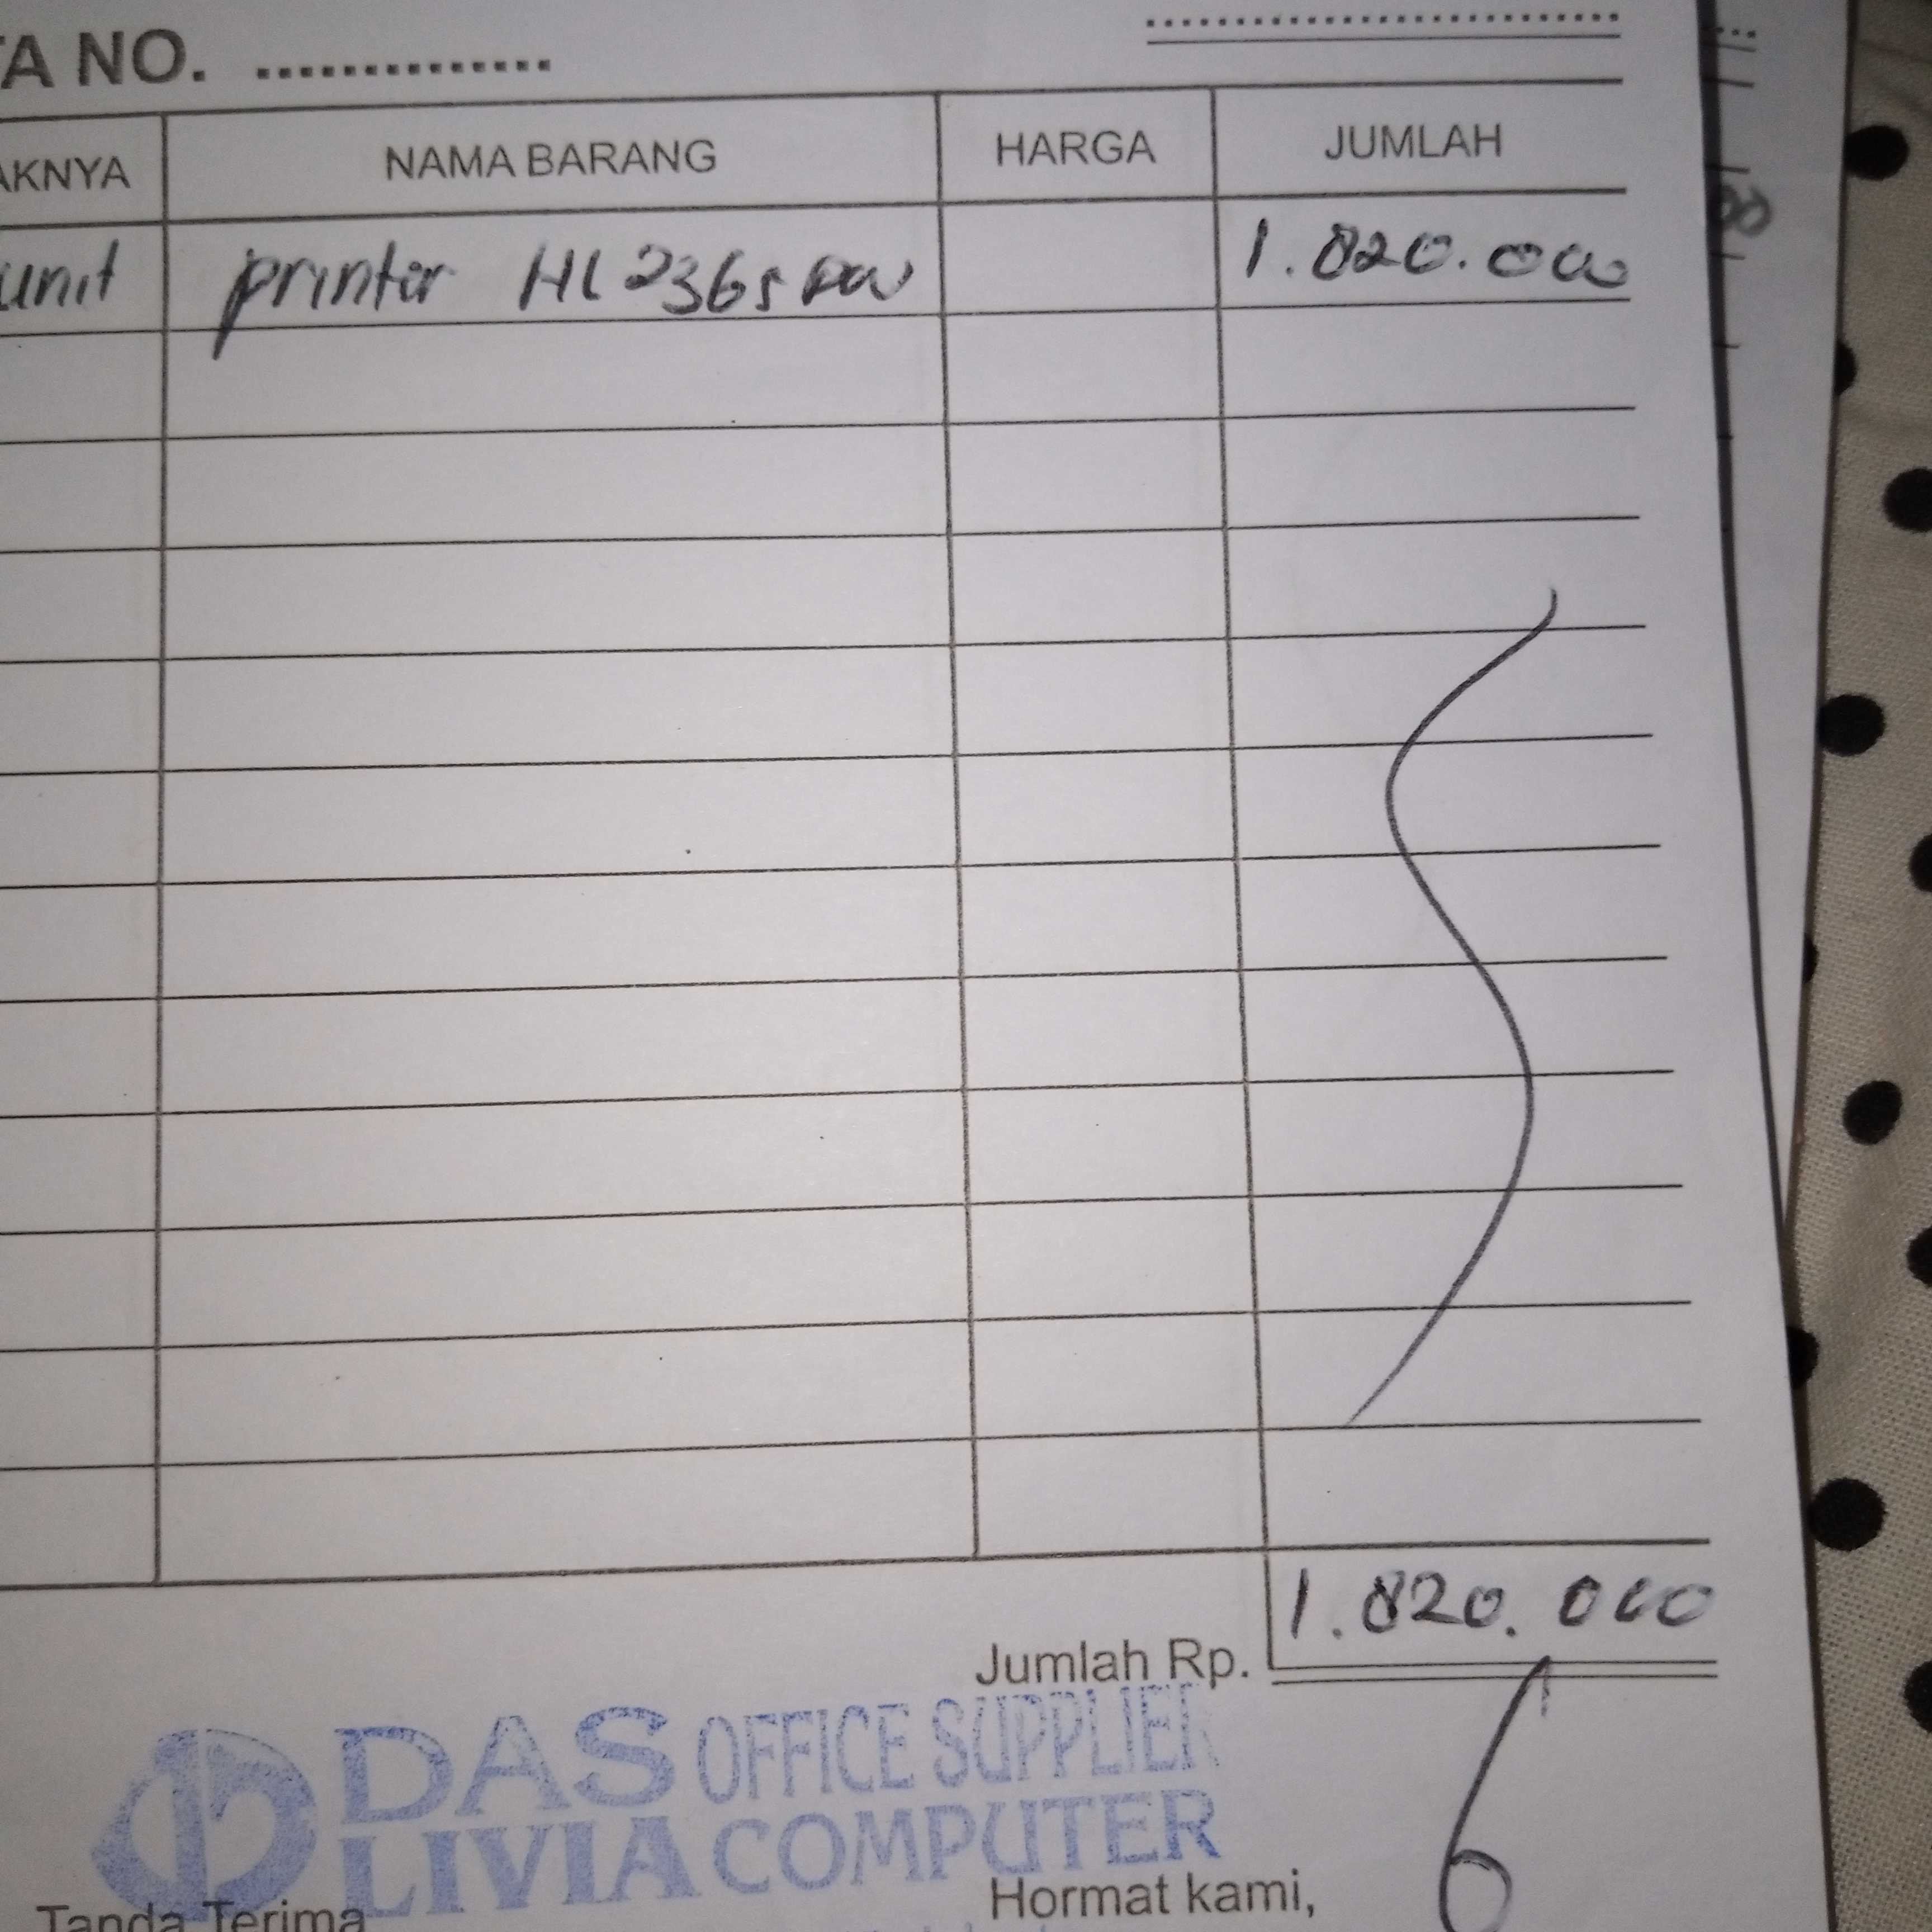 TA NO. ..............
AKNYA NAMA BARANG HARGA JUMLAH
unit printer HL 2365 DW 1.820.000
1.820.000
Jumlah Rp.
DAS OFFICE SUPPLIER
LIVIA COMPUTER
Tanda Terima Hormat kami,